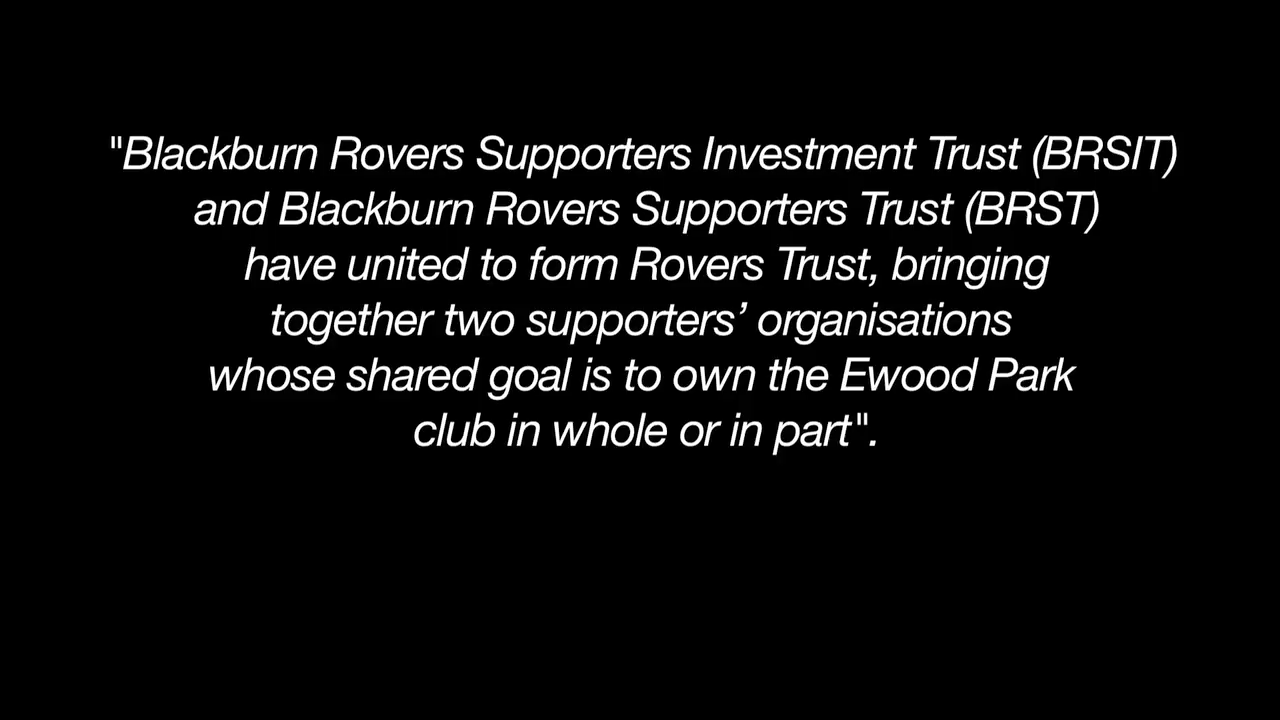 "Blackburn Rovers Supporters Investment Trust (BRSIT)
and Blackburn Rovers Supporters Trust (BRST)
have united to form Rovers Trust, bringing
together two supporters’ organisations
whose shared goal is to own the Ewood Park
club in whole or in part".